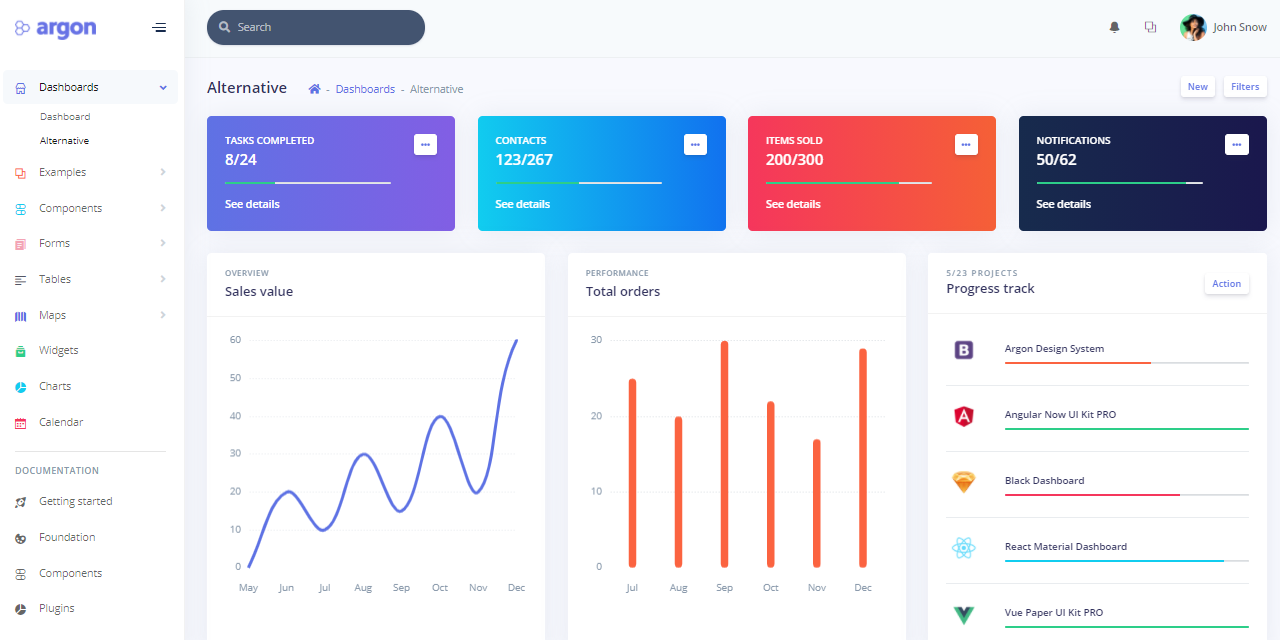 argon
Search
John Snow
Dashboards
Dashboard
Alternative
Examples
Components
Forms
Tables
Maps
Widgets
Charts
Calendar
DOCUMENTATION
Getting started
Foundation
Components
Plugins
Alternative - Dashboards - Alternative
New Filters
TASKS COMPLETED
8/24
See details
CONTACTS
123/267
See details
ITEMS SOLD
200/300
See details
NOTIFICATIONS
50/62
See details
OVERVIEW
Sales value
60
50
40
30
20
10
0
May Jun Jul Aug Sep Oct Nov Dec
PERFORMANCE
Total orders
30
20
10
0
Jul Aug Sep Oct Nov Dec
5/23 PROJECTS
Progress track
Action
B
Argon Design System
A
Angular Now UI Kit PRO
Black Dashboard
React Material Dashboard
Vue Paper UI Kit PRO